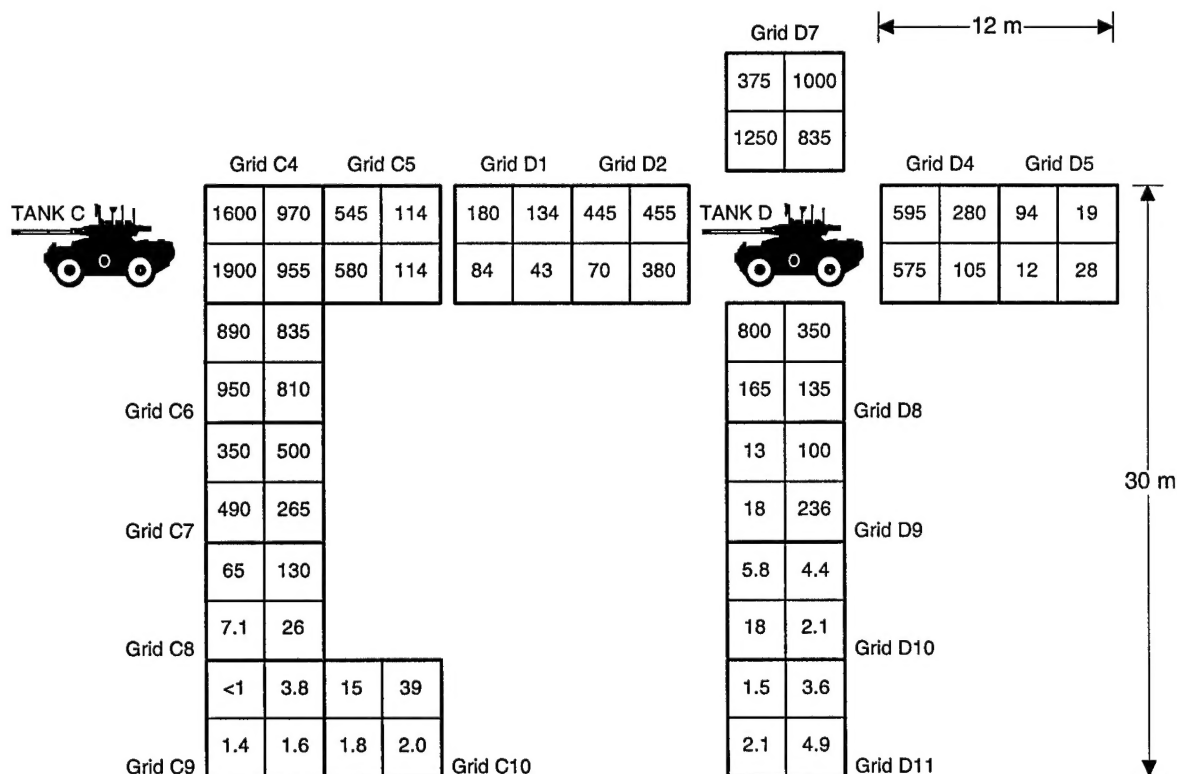 12 m
Grid D7
375 1000
1250 835
Grid C4 Grid C5 Grid D1 Grid D2 Grid D4 Grid D5
TANK C 1600 970 545 114 180 134 445 455 TANK D 595 280 94 19
1900 955 580 114 84 43 70 380 575 105 12 28
890 835 800 350
950 810 165 135
Grid C6 Grid D8
350 500 13 100
30 m
490 265 18 236
Grid C7 Grid D9
65 130 5.8 4.4
7.1 26 18 2.1
Grid C8 Grid D10
<1 3.8 15 39 1.5 3.6
1.4 1.6 1.8 2.0 2.1 4.9
Grid C9 Grid C10 Grid D11